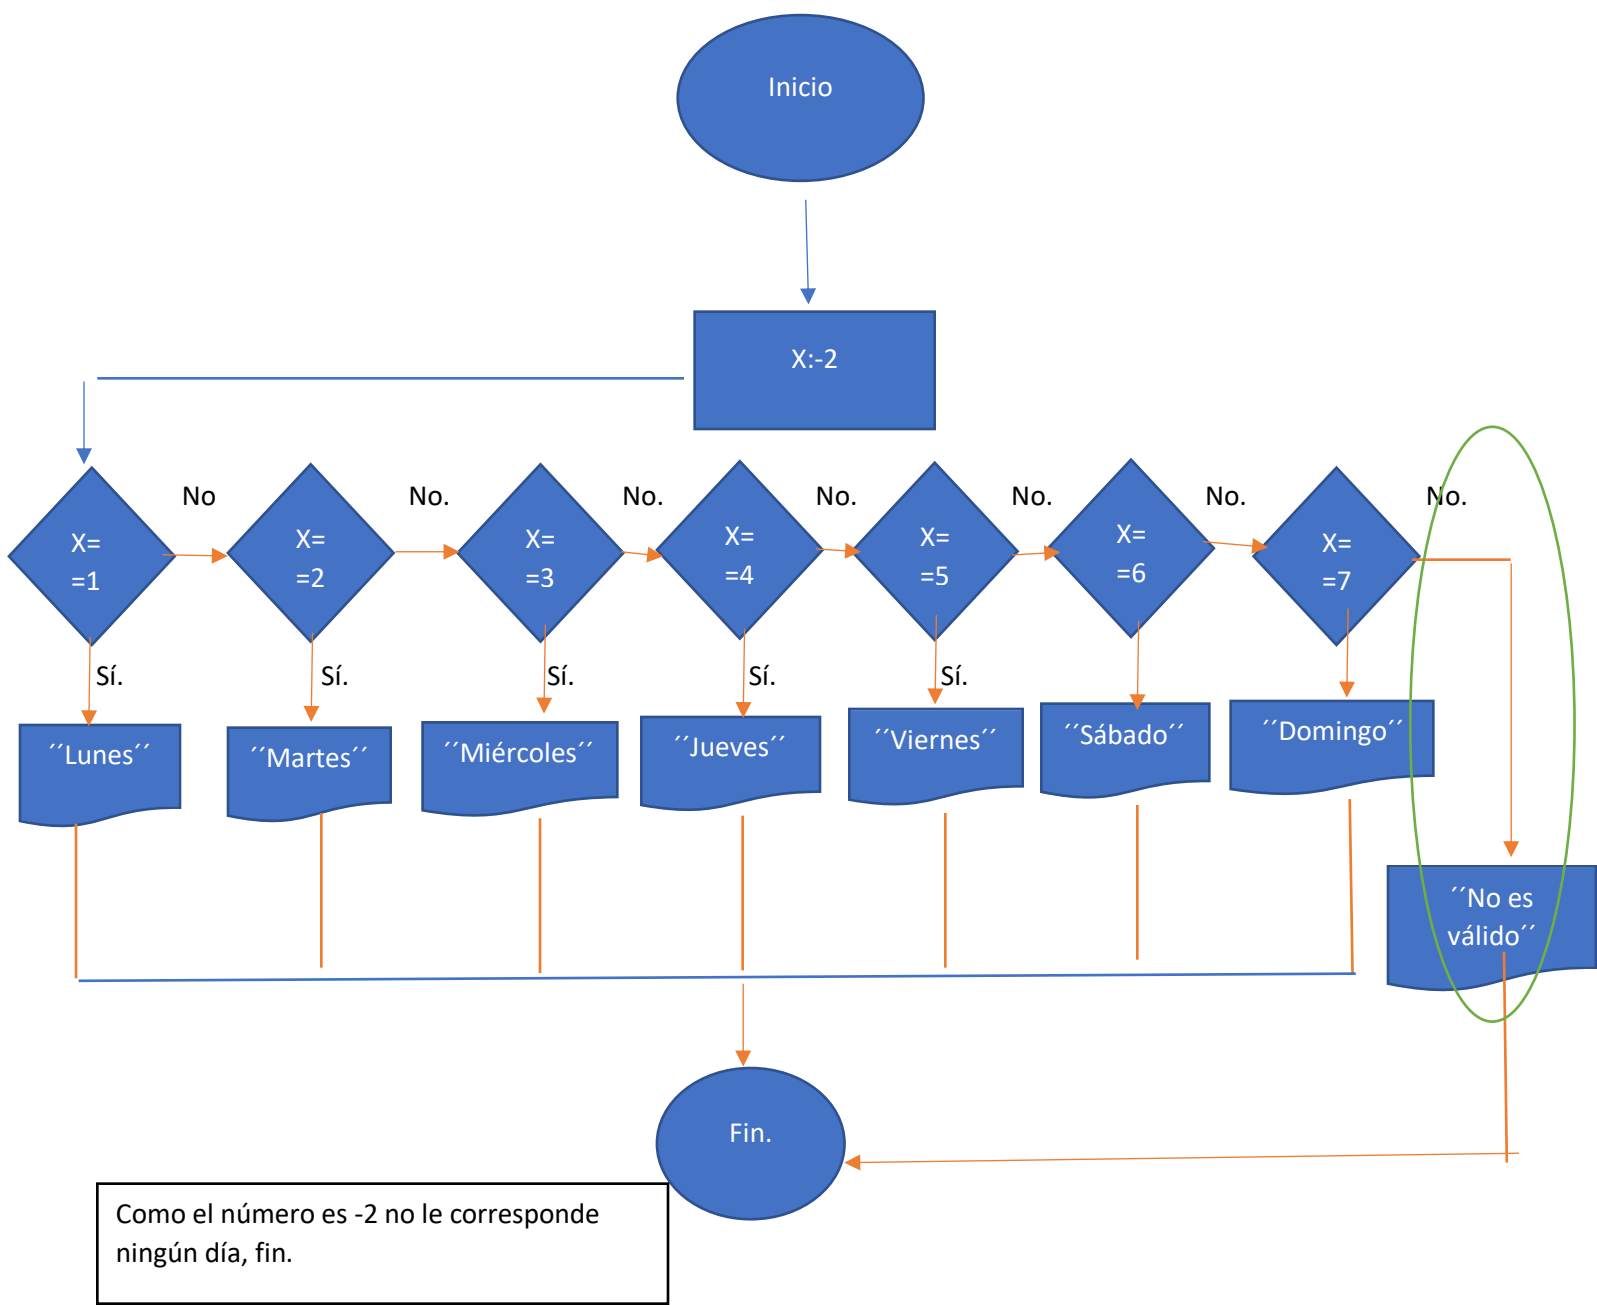 Inicio
X:-2
No
No.
No.
No.
No.
No.
No.
X=
=1
X=
=2
X=
=3
X=
=4
X=
=5
X=
=6
X=
=7
Sí.
Sí.
Sí.
Sí.
Sí.
´´Lunes´´
´´Martes´´
´´Miércoles´´
´´Jueves´´
´´Viernes´´
´´Sábado´´
´´Domingo´´
´´No es
válido´´
Fin.
Como el número es -2 no le corresponde
ningún día, fin.